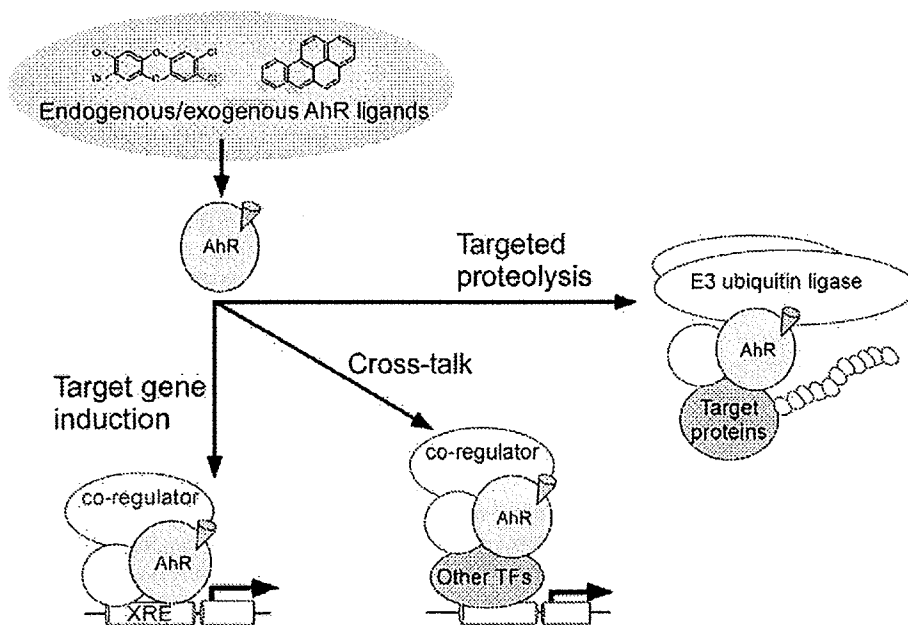 Endogenous/exogenous AhR ligands
AhR
Targeted
proteolysis
E3 ubiquitin ligase
AhR
Target
proteins
Cross-talk
Target gene
induction
co-regulator
AhR
Other TFs
co-regulator
AhR
XRE